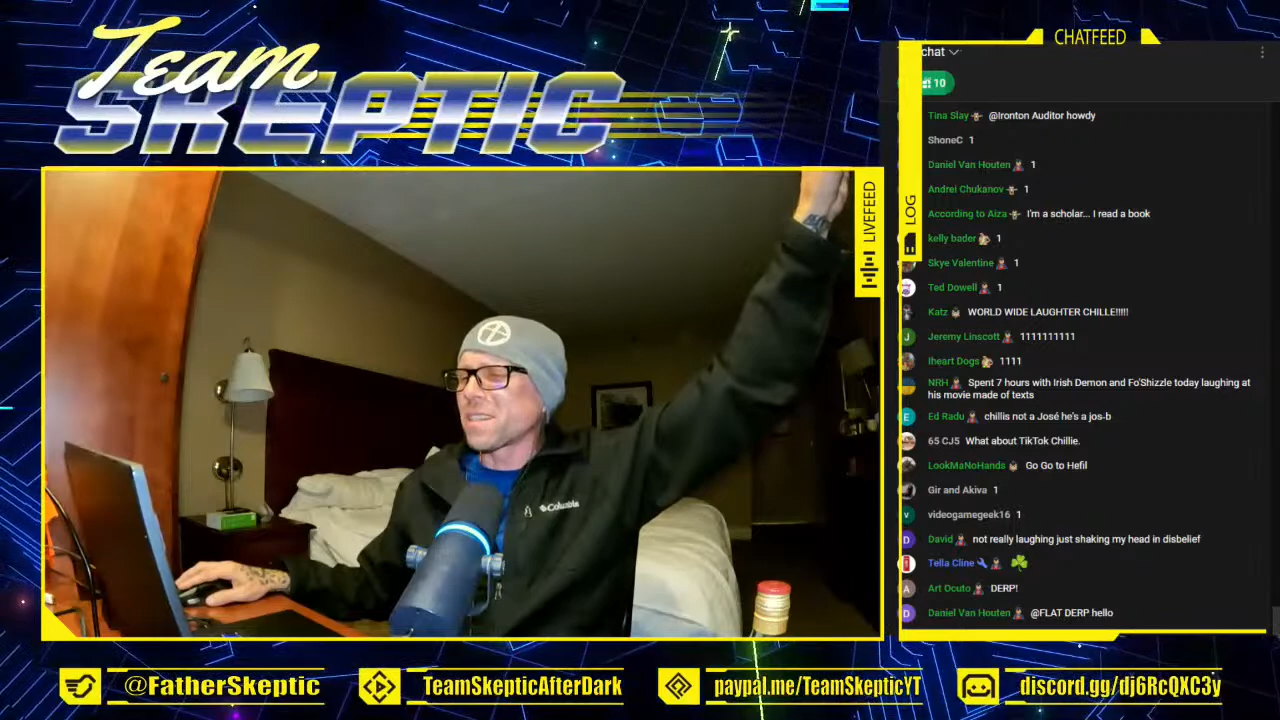 Team
SKEPTIC
CHATFEED
chat
10
Tina Slay @Ironton Auditor howdy
ShoneC 1
Daniel Van Houten 1
Andrei Chukanov 1
According to Aiza I'm a scholar... I read a book
kelly bader 1
Skye Valentine 1
Ted Dowell 1
Katz WORLD WIDE LAUGHTER CHILLE!!!!!
Jeremy Linscott 1111111111
Iheart Dogs 1111
NRH Spent 7 hours with Irish Demon and Fo'Shizzle today laughing at
his movie made of texts
Ed Radu chillis not a José he's a jos-b
65 CJ5 What about TikTok Chillie.
LookMaNoHands Go Go to Hefil
Gir and Akiva 1
videogamegeek16 1
David not really laughing just shaking my head in disbelief
Tella Cline
Art Ocuto DERP!
Daniel Van Houten @FLAT DERP hello
LIVEFEED
LOG
J
E
v
D
A
D
Columbia
@FatherSkeptic
TeamSkepticAfterDark
paypal.me/TeamSkepticYT
discord.gg/dj6RcQXC3y